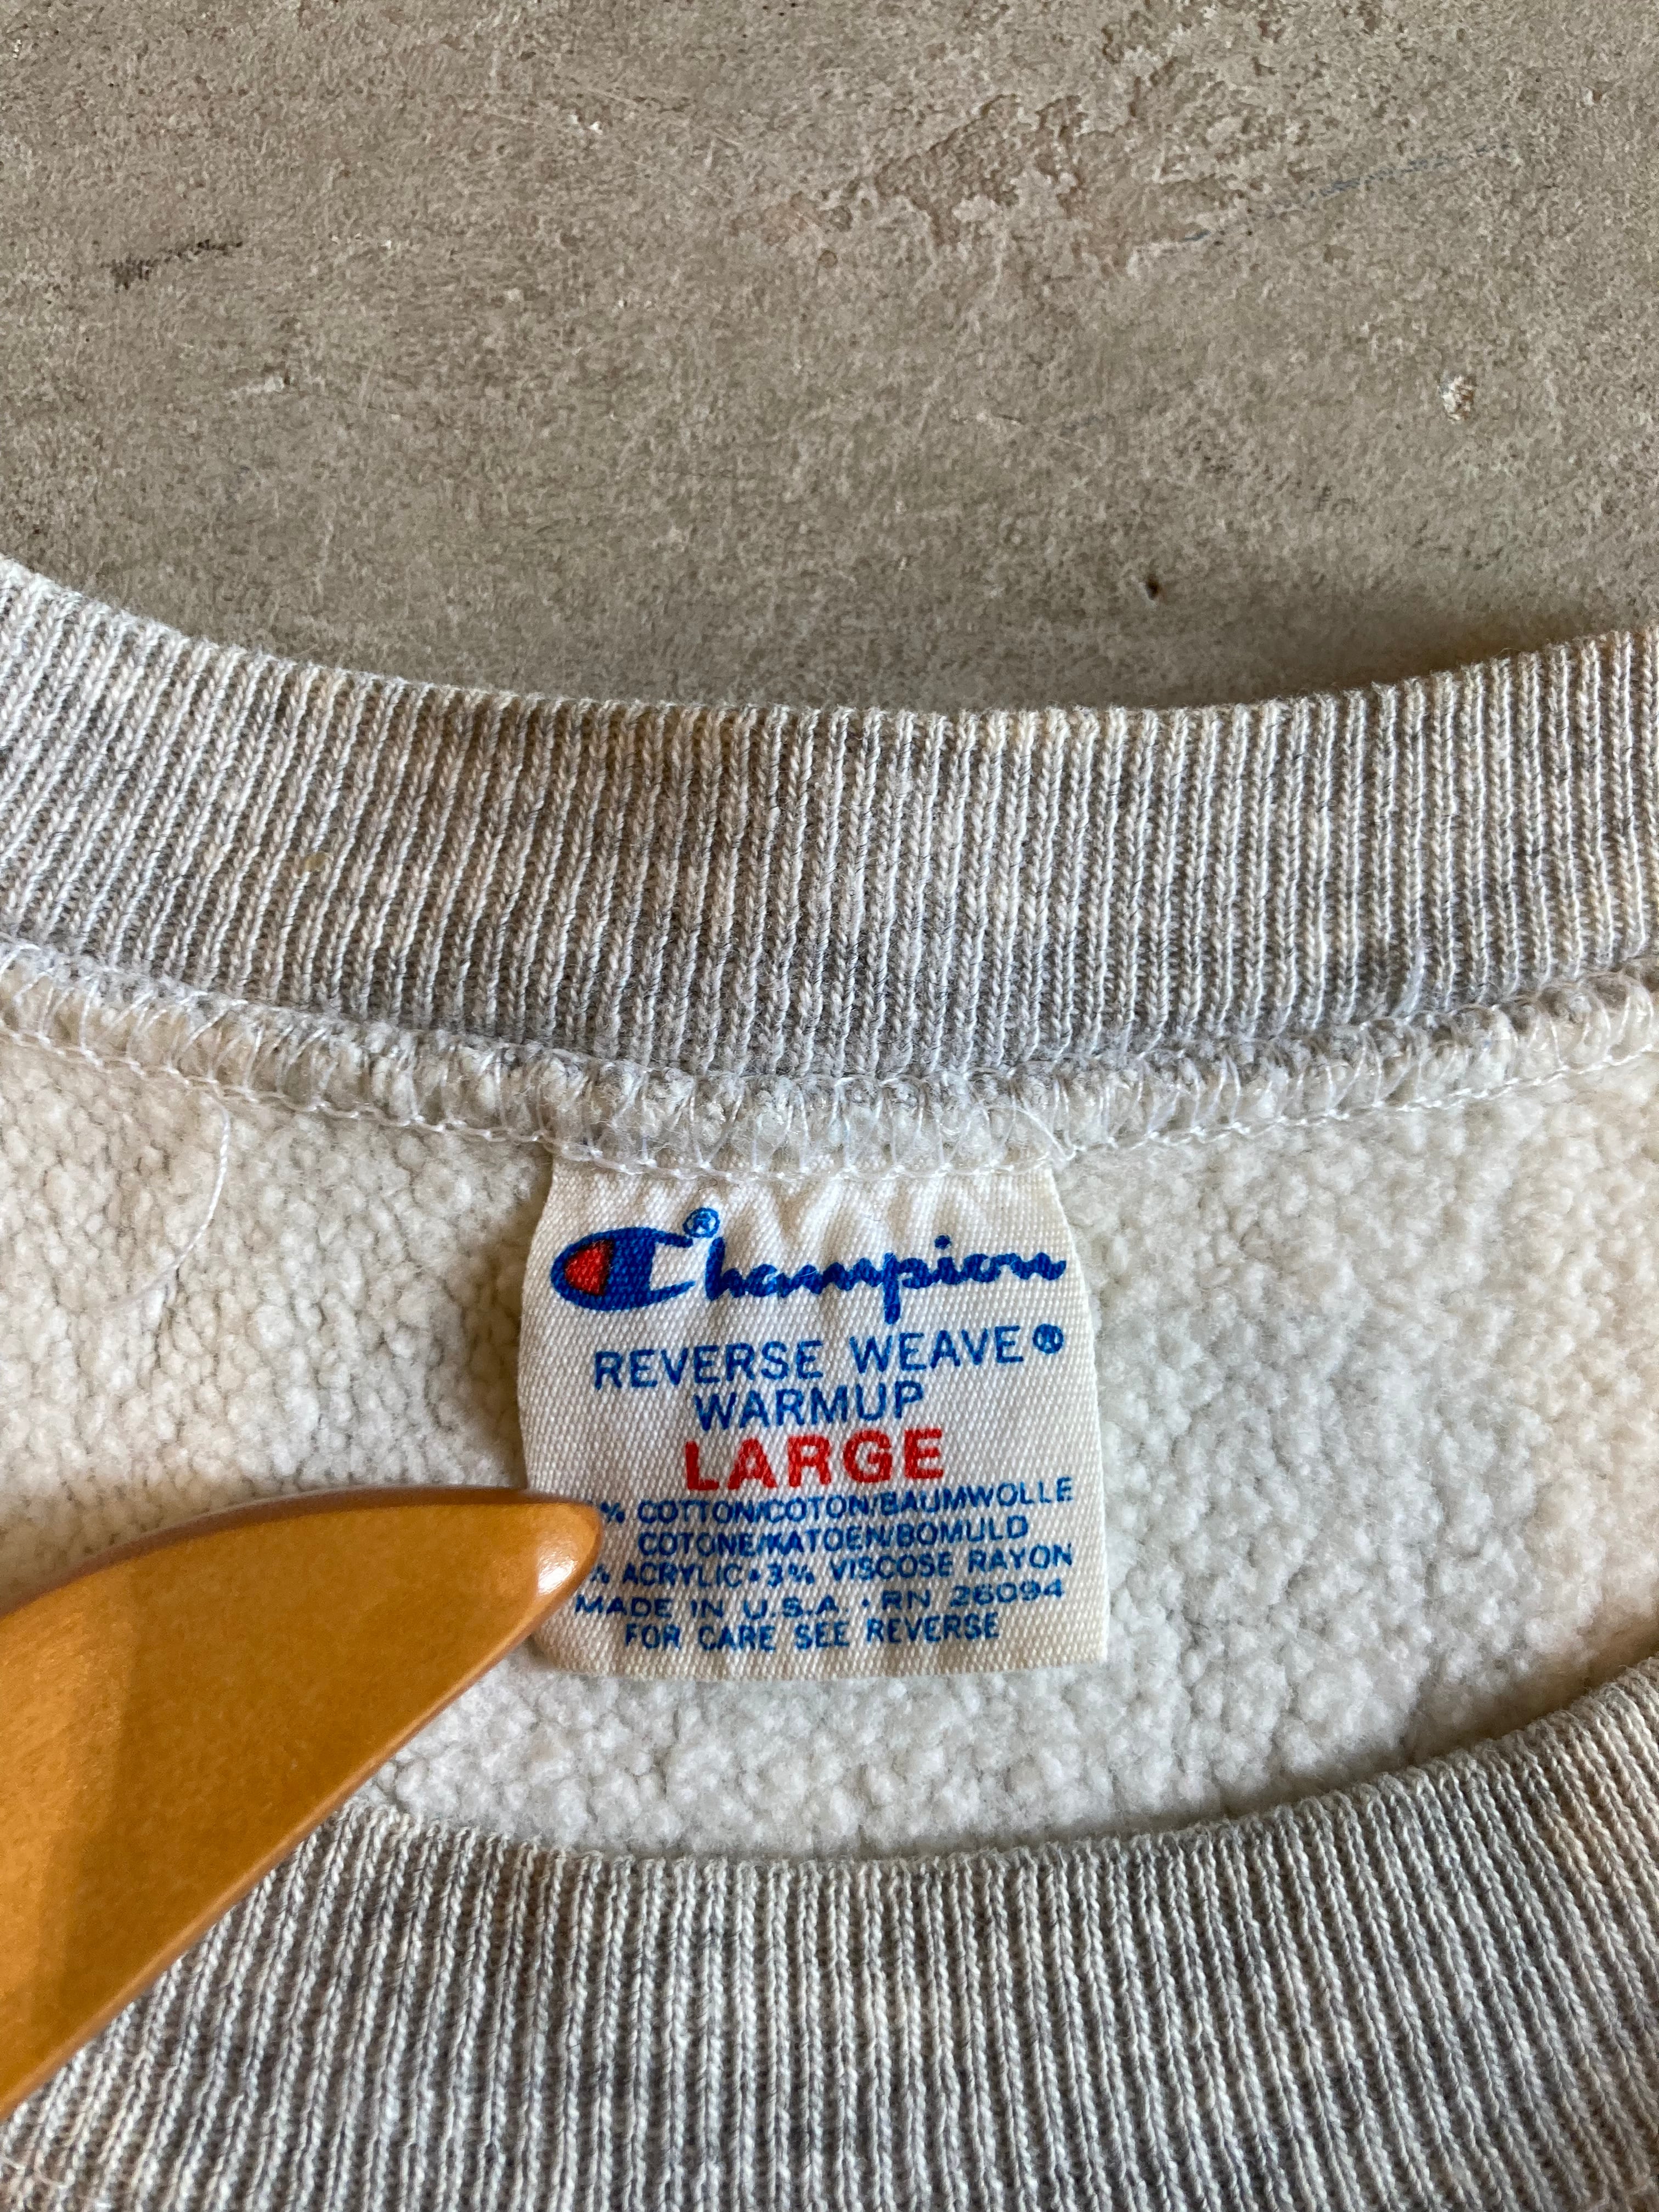 Champion®
REVERSE WEAVE®
WARMUP
LARGE
% COTTON/COTON/BAUMWOLLE
COTONE/KATOEN/BOMULD
% ACRYLIC • 3% VISCOSE RAYON
MADE IN U.S.A. • RN 26094
FOR CARE SEE REVERSE